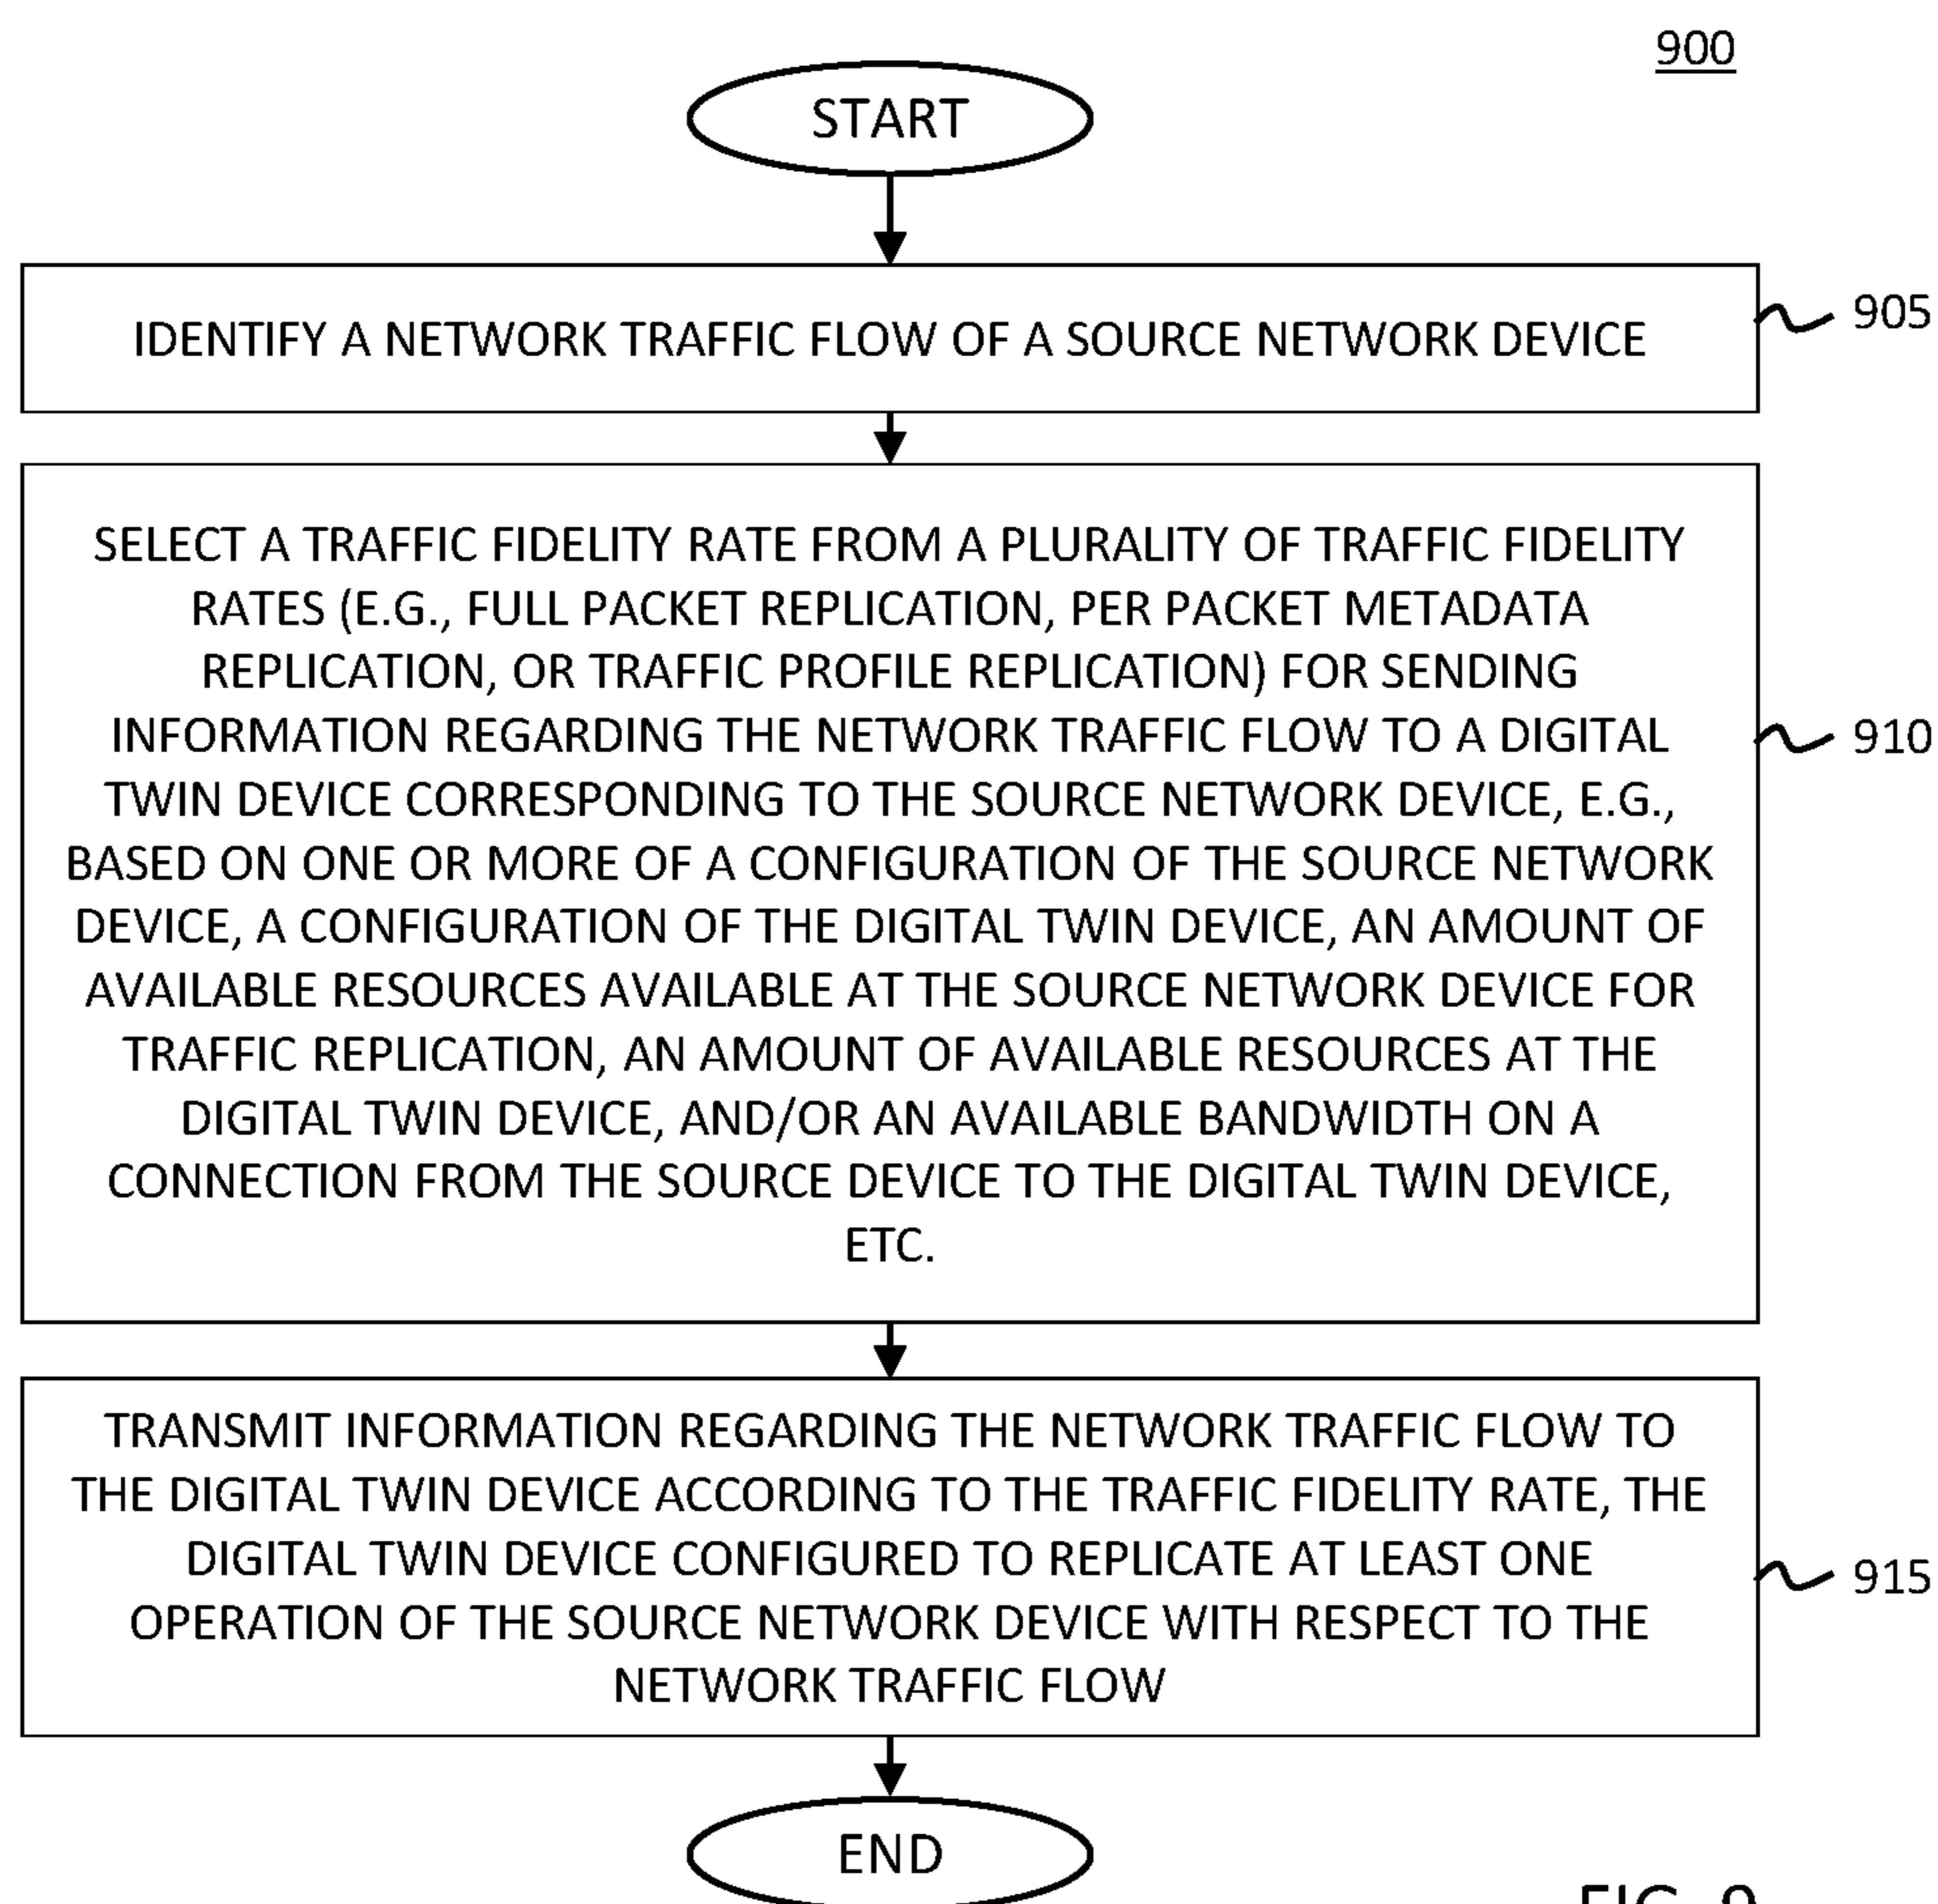 900
START
IDENTIFY A NETWORK TRAFFIC FLOW OF A SOURCE NETWORK DEVICE
905
SELECT A TRAFFIC FIDELITY RATE FROM A PLURALITY OF TRAFFIC FIDELITY
RATES (E.G., FULL PACKET REPLICATION, PER PACKET METADATA
REPLICATION, OR TRAFFIC PROFILE REPLICATION) FOR SENDING
INFORMATION REGARDING THE NETWORK TRAFFIC FLOW TO A DIGITAL
TWIN DEVICE CORRESPONDING TO THE SOURCE NETWORK DEVICE, E.G.,
BASED ON ONE OR MORE OF A CONFIGURATION OF THE SOURCE NETWORK
DEVICE, A CONFIGURATION OF THE DIGITAL TWIN DEVICE, AN AMOUNT OF
AVAILABLE RESOURCES AVAILABLE AT THE SOURCE NETWORK DEVICE FOR
TRAFFIC REPLICATION, AN AMOUNT OF AVAILABLE RESOURCES AT THE
DIGITAL TWIN DEVICE, AND/OR AN AVAILABLE BANDWIDTH ON A
CONNECTION FROM THE SOURCE DEVICE TO THE DIGITAL TWIN DEVICE,
ETC.
910
TRANSMIT INFORMATION REGARDING THE NETWORK TRAFFIC FLOW TO
THE DIGITAL TWIN DEVICE ACCORDING TO THE TRAFFIC FIDELITY RATE, THE
DIGITAL TWIN DEVICE CONFIGURED TO REPLICATE AT LEAST ONE
OPERATION OF THE SOURCE NETWORK DEVICE WITH RESPECT TO THE
NETWORK TRAFFIC FLOW
915
END
FIG. 9